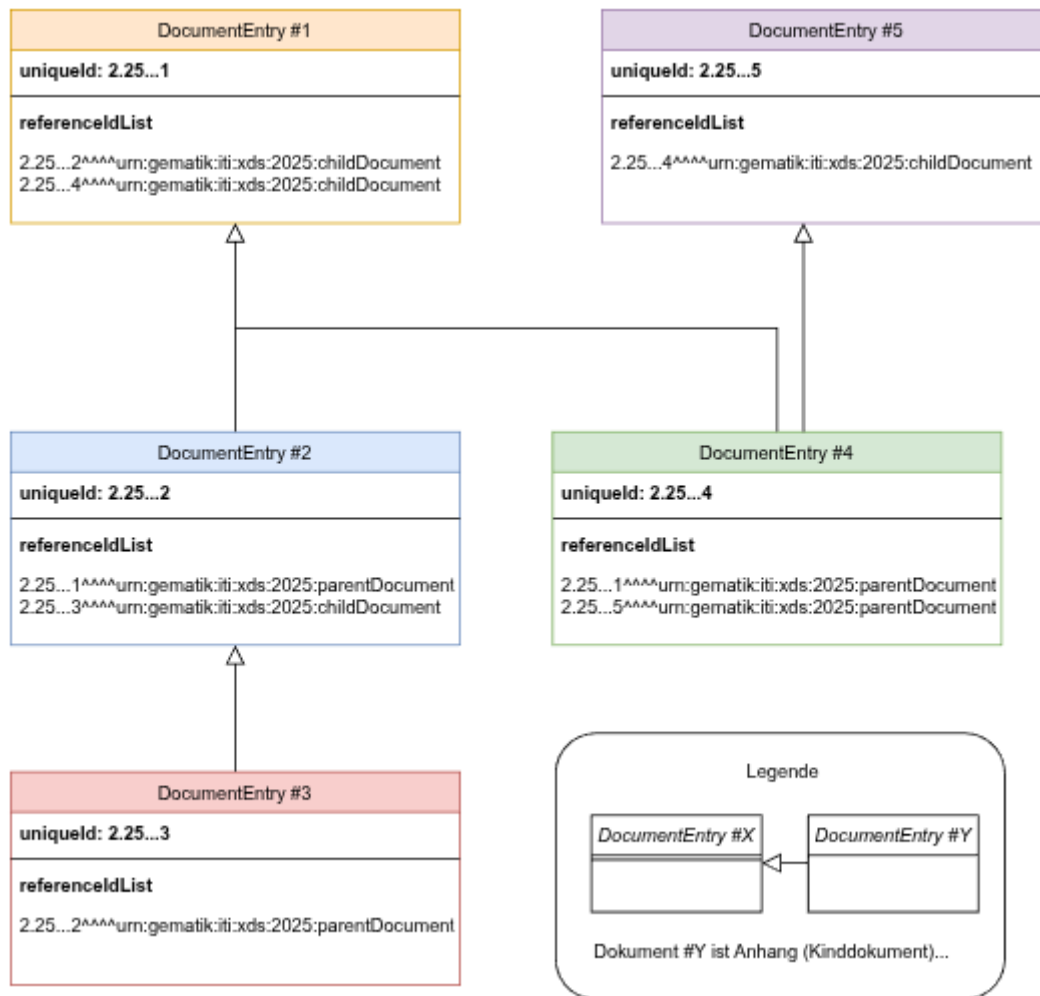 DocumentEntry #1
uniqueId: 2.25...1
referenceIdList
2.25...2^^^^urn:gematik:iti:xds:2025:childDocument
2.25...4^^^^urn:gematik:iti:xds:2025:childDocument
DocumentEntry #5
uniqueId: 2.25...5
referenceIdList
2.25...4^^^^urn:gematik:iti:xds:2025:childDocument
DocumentEntry #2
uniqueId: 2.25...2
referenceIdList
2.25...1^^^^urn:gematik:iti:xds:2025:parentDocument
2.25...3^^^^urn:gematik:iti:xds:2025:childDocument
DocumentEntry #4
uniqueId: 2.25...4
referenceIdList
2.25...1^^^^urn:gematik:iti:xds:2025:parentDocument
2.25...5^^^^urn:gematik:iti:xds:2025:parentDocument
DocumentEntry #3
uniqueId: 2.25...3
referenceIdList
2.25...2^^^^urn:gematik:iti:xds:2025:parentDocument
Legende
DocumentEntry #X
DocumentEntry #Y
Dokument #Y ist Anhang (Kinddokument)...